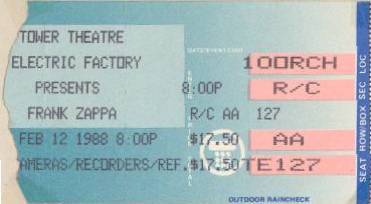 TOWER THEATRE
ELECTRIC FACTORY 100RCH
PRESENTS 8:00P R/C
FRANK ZAPPA R/C AA 127
FEB 12 1988 8:00P $17.50 AA
AMERAS/RECORDERS/REF. $17.50 TE127
OUTDOOR RAINCHECK
SEAT ROW/BOX SEC LOC